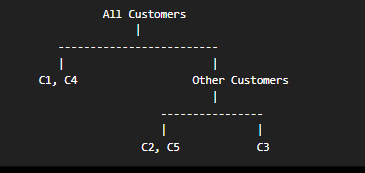 All Customers
C1, C4
Other Customers
C2, C5
C3